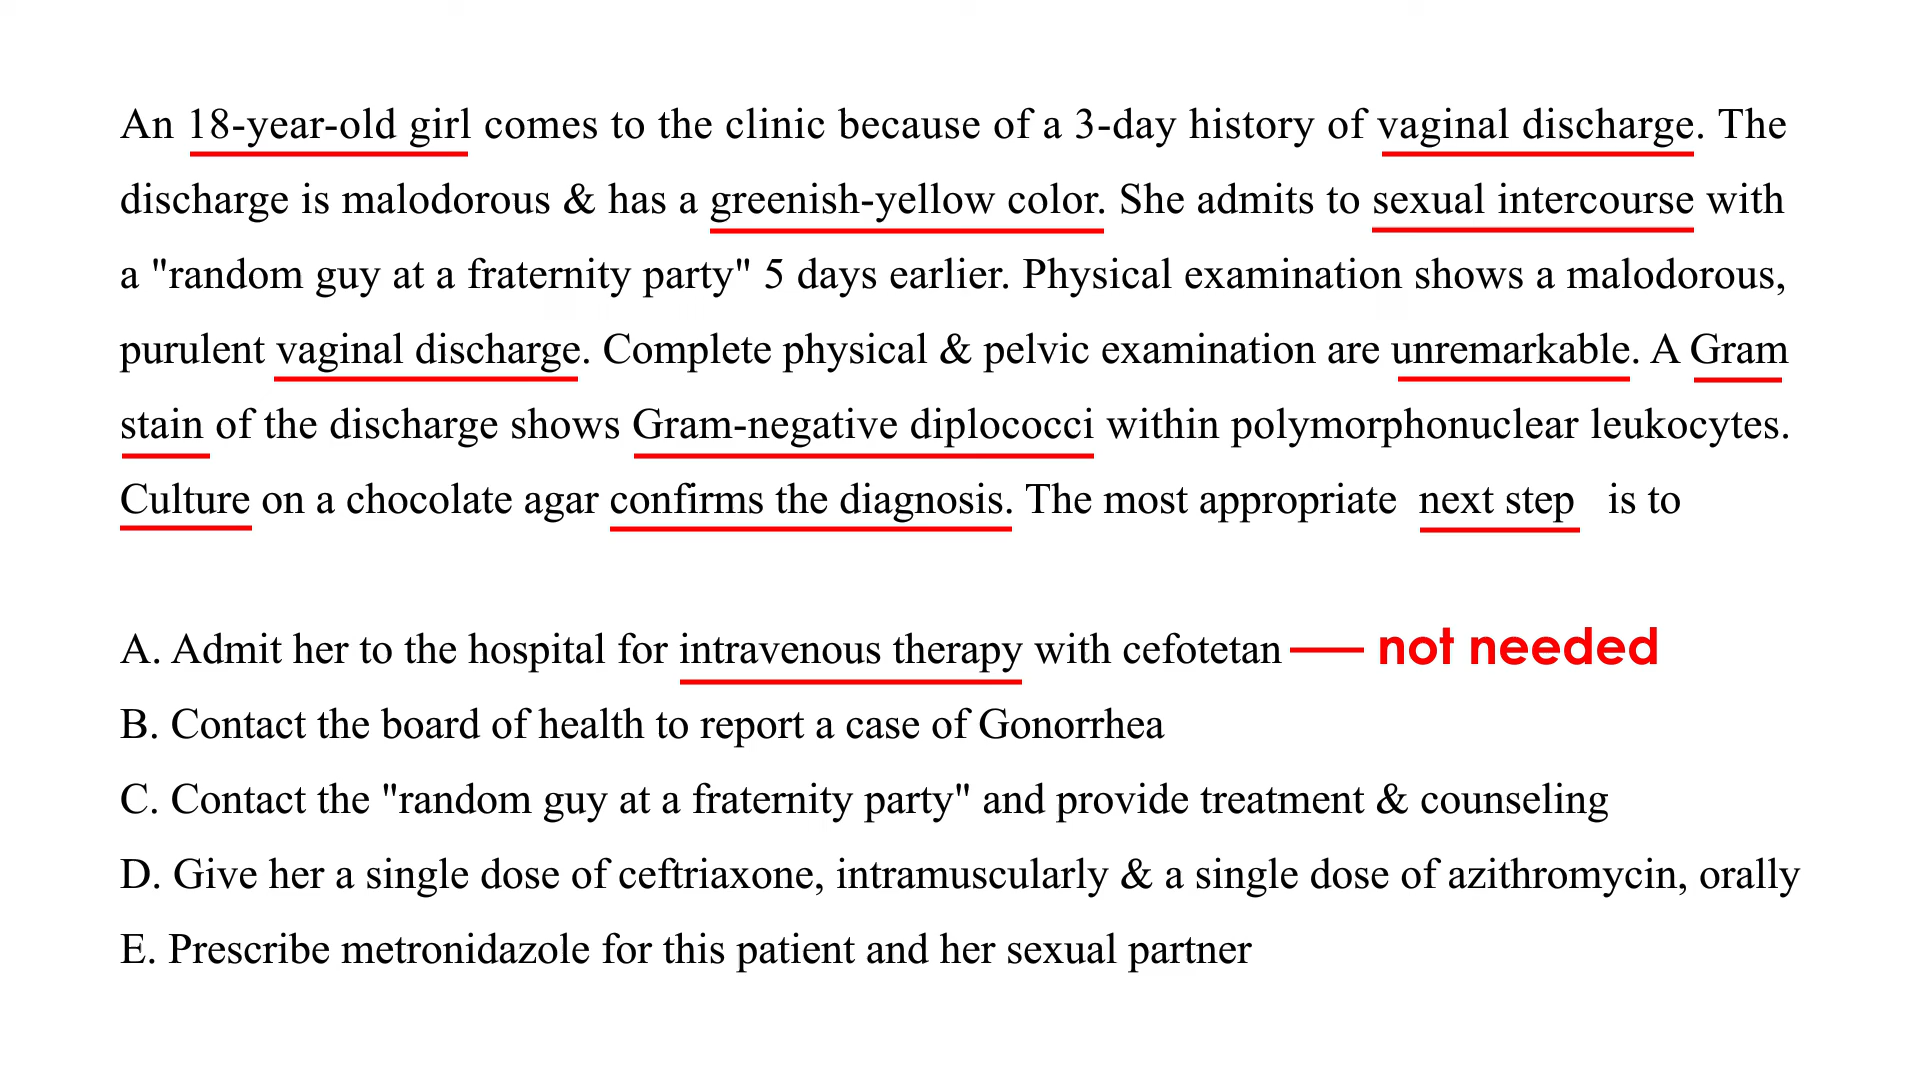 An 18-year-old girl comes to the clinic because of a 3-day history of vaginal discharge. The
discharge is malodorous & has a greenish-yellow color. She admits to sexual intercourse with
a "random guy at a fraternity party" 5 days earlier. Physical examination shows a malodorous,
purulent vaginal discharge. Complete physical & pelvic examination are unremarkable. A Gram
stain of the discharge shows Gram-negative diplococci within polymorphonuclear leukocytes.
Culture on a chocolate agar confirms the diagnosis. The most appropriate next step is to
A. Admit her to the hospital for intravenous therapy with cefotetan — not needed
B. Contact the board of health to report a case of Gonorrhea
C. Contact the "random guy at a fraternity party" and provide treatment & counseling
D. Give her a single dose of ceftriaxone, intramuscularly & a single dose of azithromycin, orally
E. Prescribe metronidazole for this patient and her sexual partner